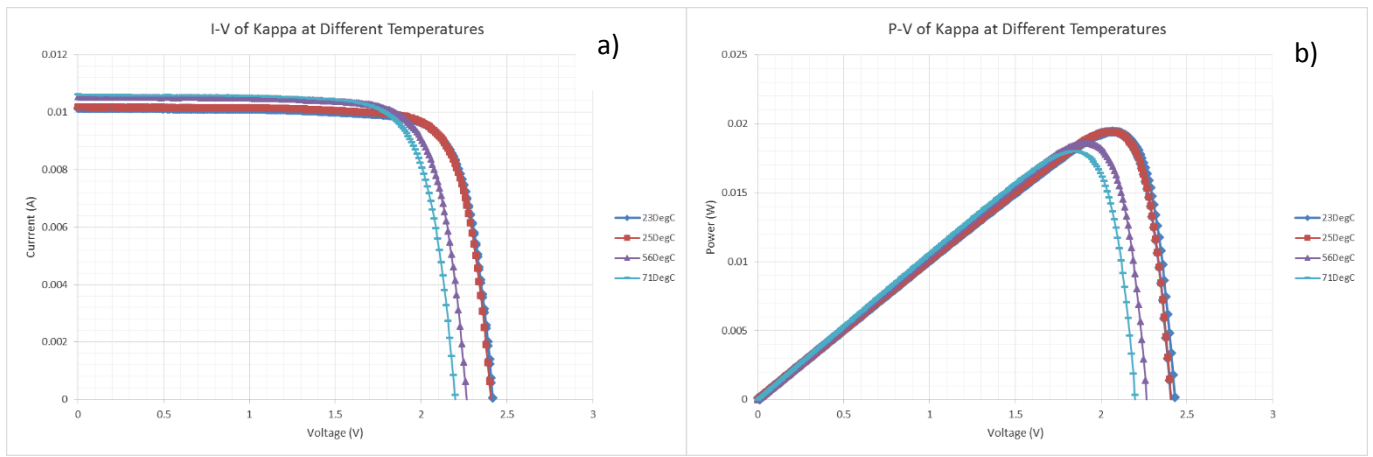 I-V of Kappa at Different Temperatures
a)
0.012
0.01
0.008
0.006
0.004
0.002
0
Current (A)
0
0.5
1
1.5
2
2.5
3
Voltage (V)
23DegC
25DegC
56DegC
71DegC
P-V of Kappa at Different Temperatures
b)
0.025
0.02
0.015
0.01
0.005
0
Power (W)
0
0.5
1
1.5
2
2.5
3
Voltage (V)
23DegC
25DegC
56DegC
71DegC